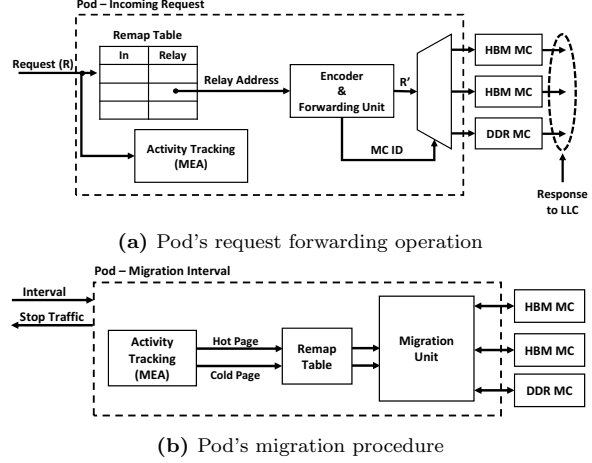 Pod – Incoming Request
Remap Table
In Relay
Request (R)
Relay Address
Encoder
&
Forwarding Unit
R'
MC ID
Activity Tracking
(MEA)
HBM MC
HBM MC
DDR MC
Response
to LLC
(a) Pod's request forwarding operation
Pod – Migration Interval
Interval
Stop Traffic
Activity
Tracking
(MEA)
Hot Page
Cold Page
Remap
Table
Migration
Unit
HBM MC
HBM MC
DDR MC
(b) Pod's migration procedure